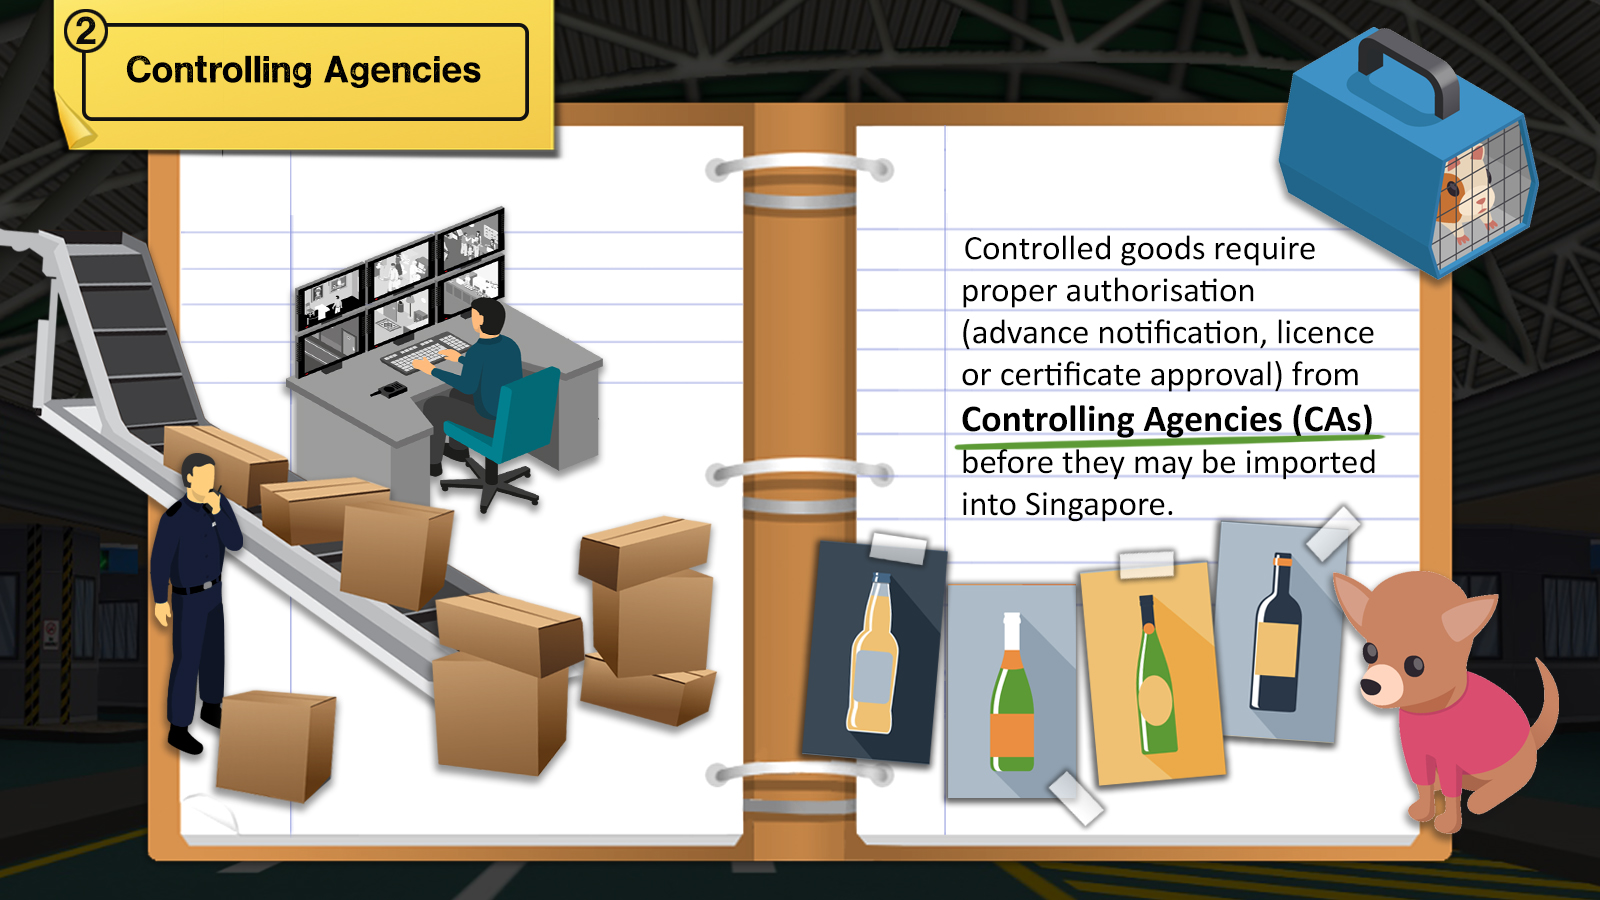 2
Controlling Agencies
Controlled goods require
proper authorisation
(advance notification, licence
or certificate approval) from
Controlling Agencies (CAs)
before they may be imported
into Singapore.